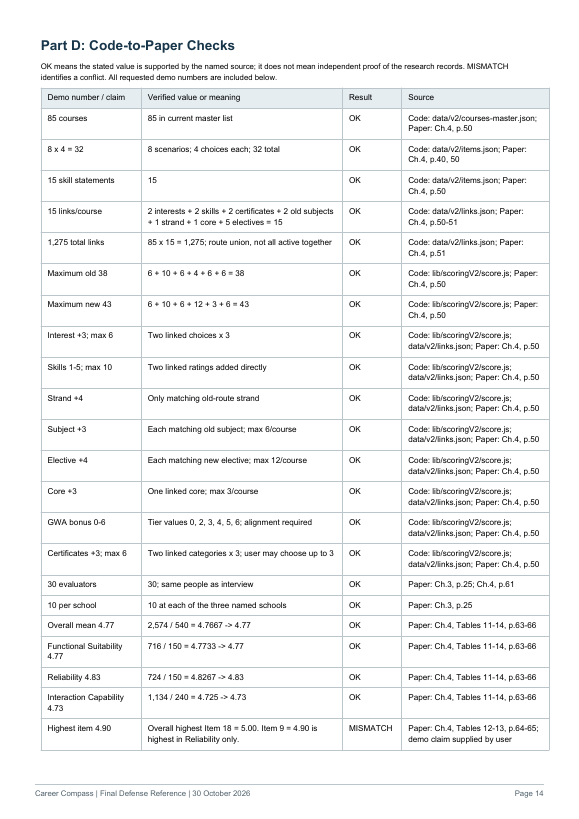 Part D: Code-to-Paper Checks
OK means the stated value is supported by the named source; it does not mean independent proof of the research records. MISMATCH
identifies a conflict. All requested demo numbers are included below.
Demo number / claim Verified value or meaning Result Source
85 courses 85 in current master list OK Code: data/v2/courses-master.json;
Paper: Ch.4, p.50
8 x 4 = 32 8 scenarios; 4 choices each; 32 total OK Code: data/v2/items.json; Paper:
Ch.4, p.40, 50
15 skill statements 15 OK Code: data/v2/items.json; Paper:
Ch.4, p.50
15 links/course 2 interests + 2 skills + 2 certificates + 2 old subjects OK Code: data/v2/links.json; Paper:
+ 1 strand + 1 core + 5 electives = 15 Ch.4, p.50-51
1,275 total links 85 x 15 = 1,275; route union, not all active together OK Code: data/v2/links.json; Paper:
Ch.4, p.51
Maximum old 38 6 + 10 + 6 + 4 + 6 + 6 = 38 OK Code: lib/scoringV2/score.js; Paper:
Ch.4, p.50
Maximum new 43 6 + 10 + 6 + 12 + 3 + 6 = 43 OK Code: lib/scoringV2/score.js; Paper:
Ch.4, p.50
Interest +3; max 6 Two linked choices x 3 OK Code: lib/scoringV2/score.js;
data/v2/links.json; Paper: Ch.4, p.50
Skills 1-5; max 10 Two linked ratings added directly OK Code: lib/scoringV2/score.js;
data/v2/links.json; Paper: Ch.4, p.50
Strand +4 Only matching old-route strand OK Code: lib/scoringV2/score.js;
data/v2/links.json; Paper: Ch.4, p.50
Subject +3 Each matching old subject; max 6/course OK Code: lib/scoringV2/score.js;
data/v2/links.json; Paper: Ch.4, p.50
Elective +4 Each matching new elective; max 12/course OK Code: lib/scoringV2/score.js;
data/v2/links.json; Paper: Ch.4, p.50
Core +3 One linked core; max 3/course OK Code: lib/scoringV2/score.js;
data/v2/links.json; Paper: Ch.4, p.50
GWA bonus 0-6 Tier values 0, 2, 3, 4, 5, 6; alignment required OK Code: lib/scoringV2/score.js;
data/v2/links.json; Paper: Ch.4, p.50
Certificates +3; max 6 Two linked categories x 3; user may choose up to 3 OK Code: lib/scoringV2/score.js;
data/v2/links.json; Paper: Ch.4, p.50
30 evaluators 30; same people as interview OK Paper: Ch.3, p.25; Ch.4, p.61
10 per school 10 at each of the three named schools OK Paper: Ch.3, p.25
Overall mean 4.77 2,574 / 540 = 4.7667 -> 4.77 OK Paper: Ch.4, Tables 11-14, p.63-66
Functional Suitability 716 / 150 = 4.7733 -> 4.77 OK Paper: Ch.4, Tables 11-14, p.63-66
4.77
Reliability 4.83 724 / 150 = 4.8267 -> 4.83 OK Paper: Ch.4, Tables 11-14, p.63-66
Interaction Capability 1,134 / 240 = 4.725 -> 4.73 OK Paper: Ch.4, Tables 11-14, p.63-66
4.73
Highest item 4.90 Overall highest Item 18 = 5.00. Item 9 = 4.90 is MISMATCH Paper: Ch.4, Tables 12-13, p.64-65;
highest in Reliability only. demo claim supplied by user
Career Compass | Final Defense Reference | 30 October 2026 Page 14